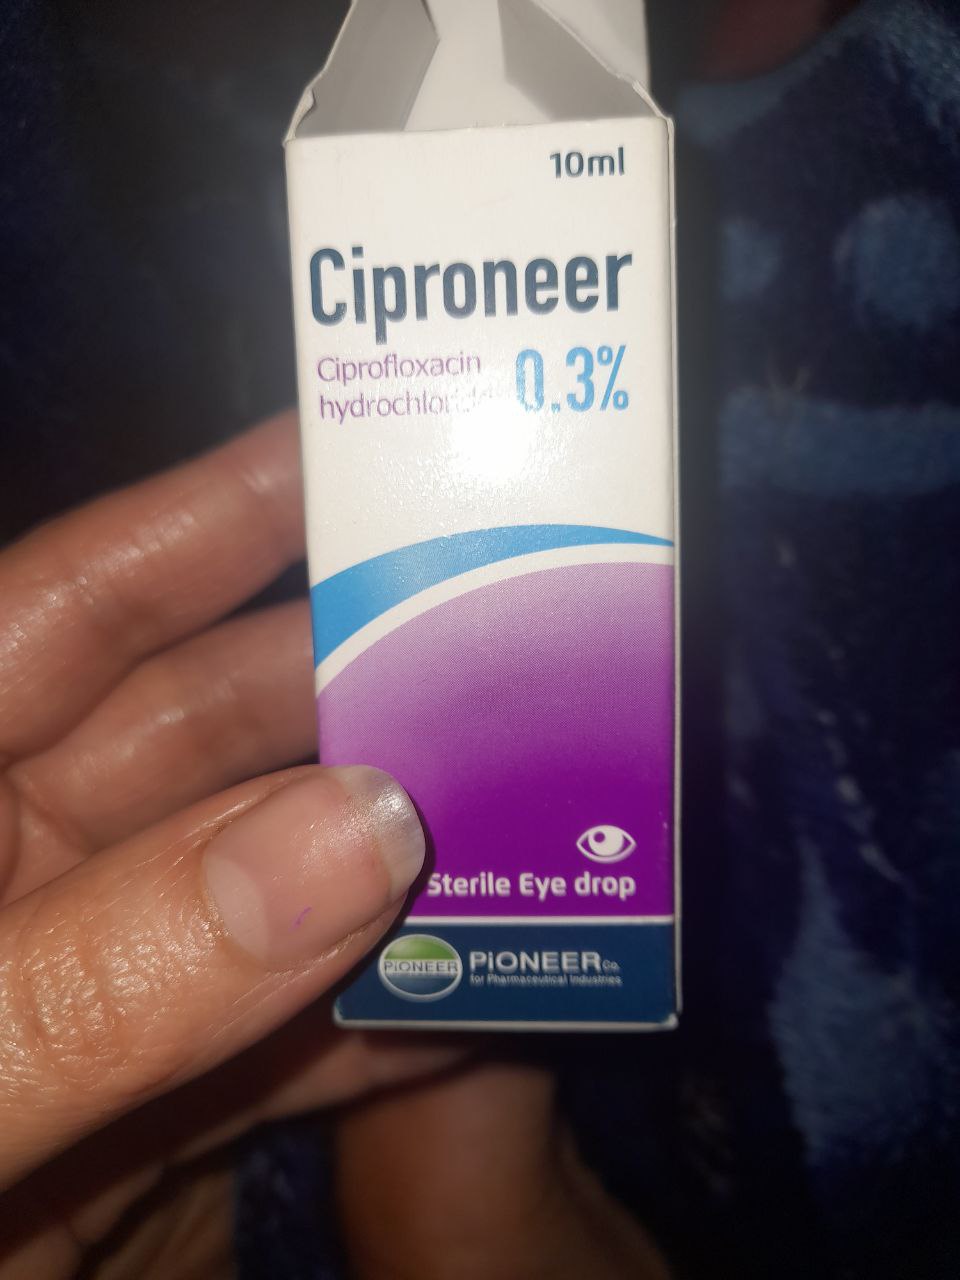 10ml
Ciproneer
Ciprofloxacin
0.3%
Sterile Eye drop
PiONEER
PiONEER Co.
for Pharmaceutical Industries